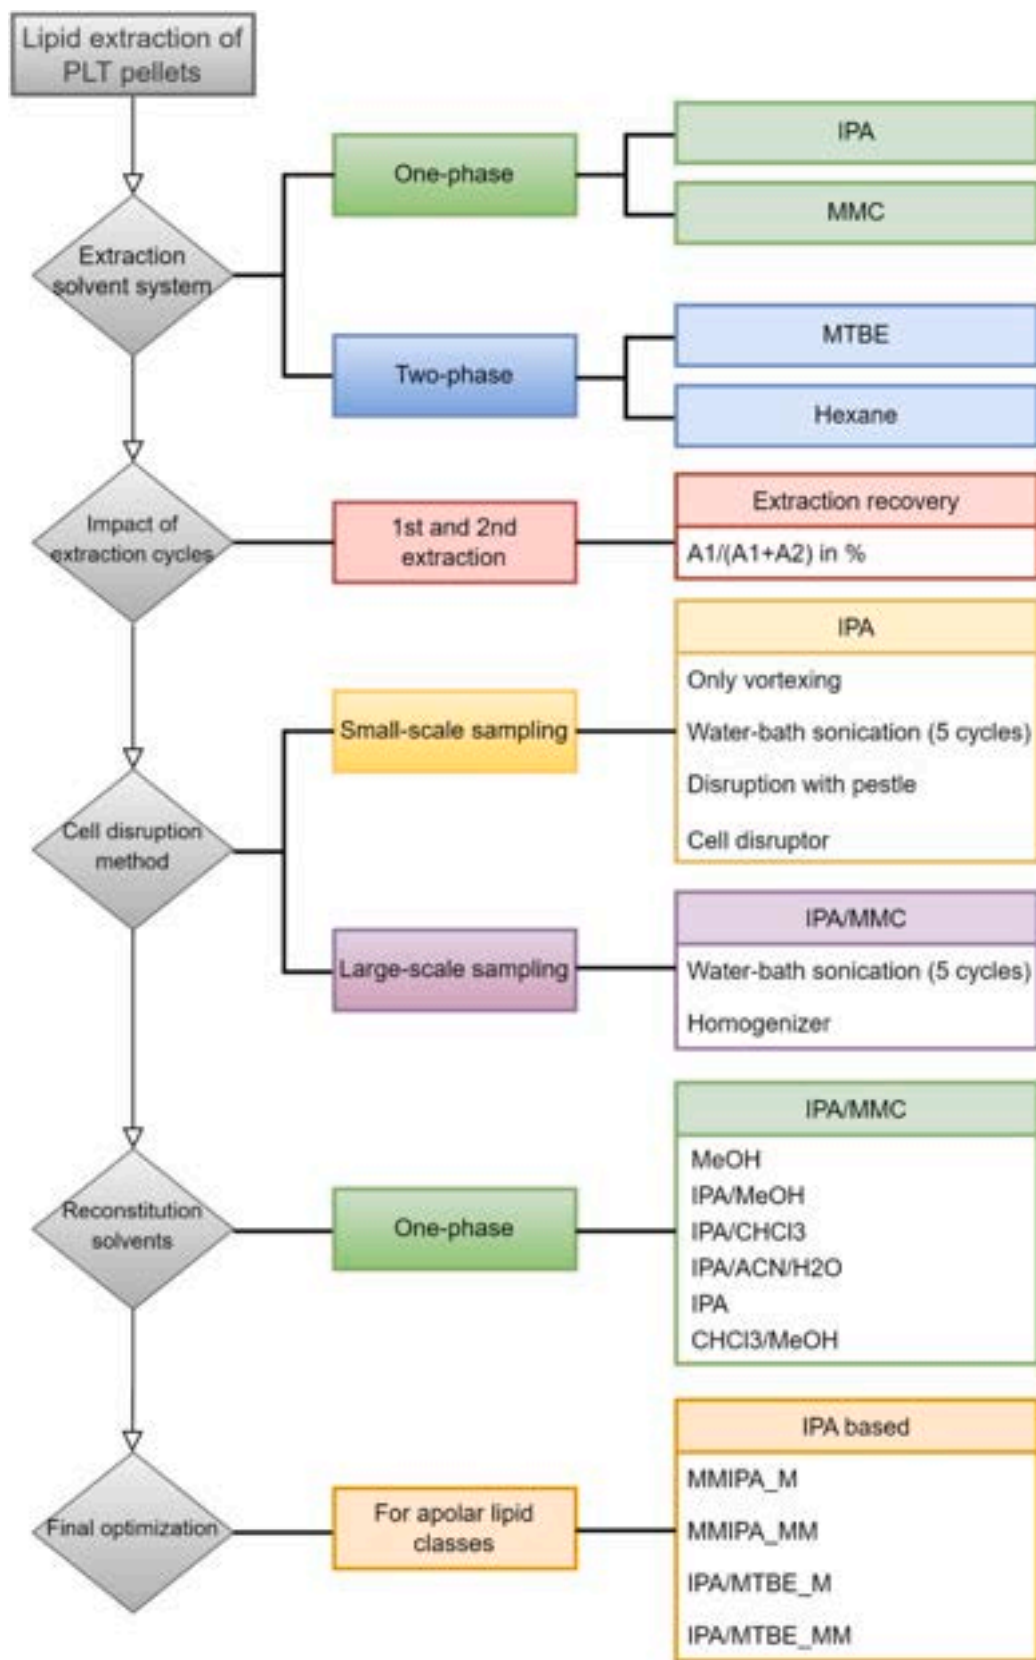 Lipid extraction of
PLT pellets
Extraction
solvent system
One-phase
IPA
MMC
Two-phase
MTBE
Hexane
Impact of
extraction cycles
1st and 2nd
extraction
Extraction recovery
A1/(A1+A2) in %
Cell disruption
method
Small-scale sampling
IPA
Only vortexing
Water-bath sonication (5 cycles)
Disruption with pestle
Cell disruptor
Large-scale sampling
IPA/MMC
Water-bath sonication (5 cycles)
Homogenizer
Reconstitution
solvents
One-phase
IPA/MMC
MeOH
IPA/MeOH
IPA/CHCl3
IPA/ACN/H2O
IPA
CHCl3/MeOH
Final optimization
For apolar lipid
classes
IPA based
MMIPA_M
MMIPA_MM
IPA/MTBE_M
IPA/MTBE_MM